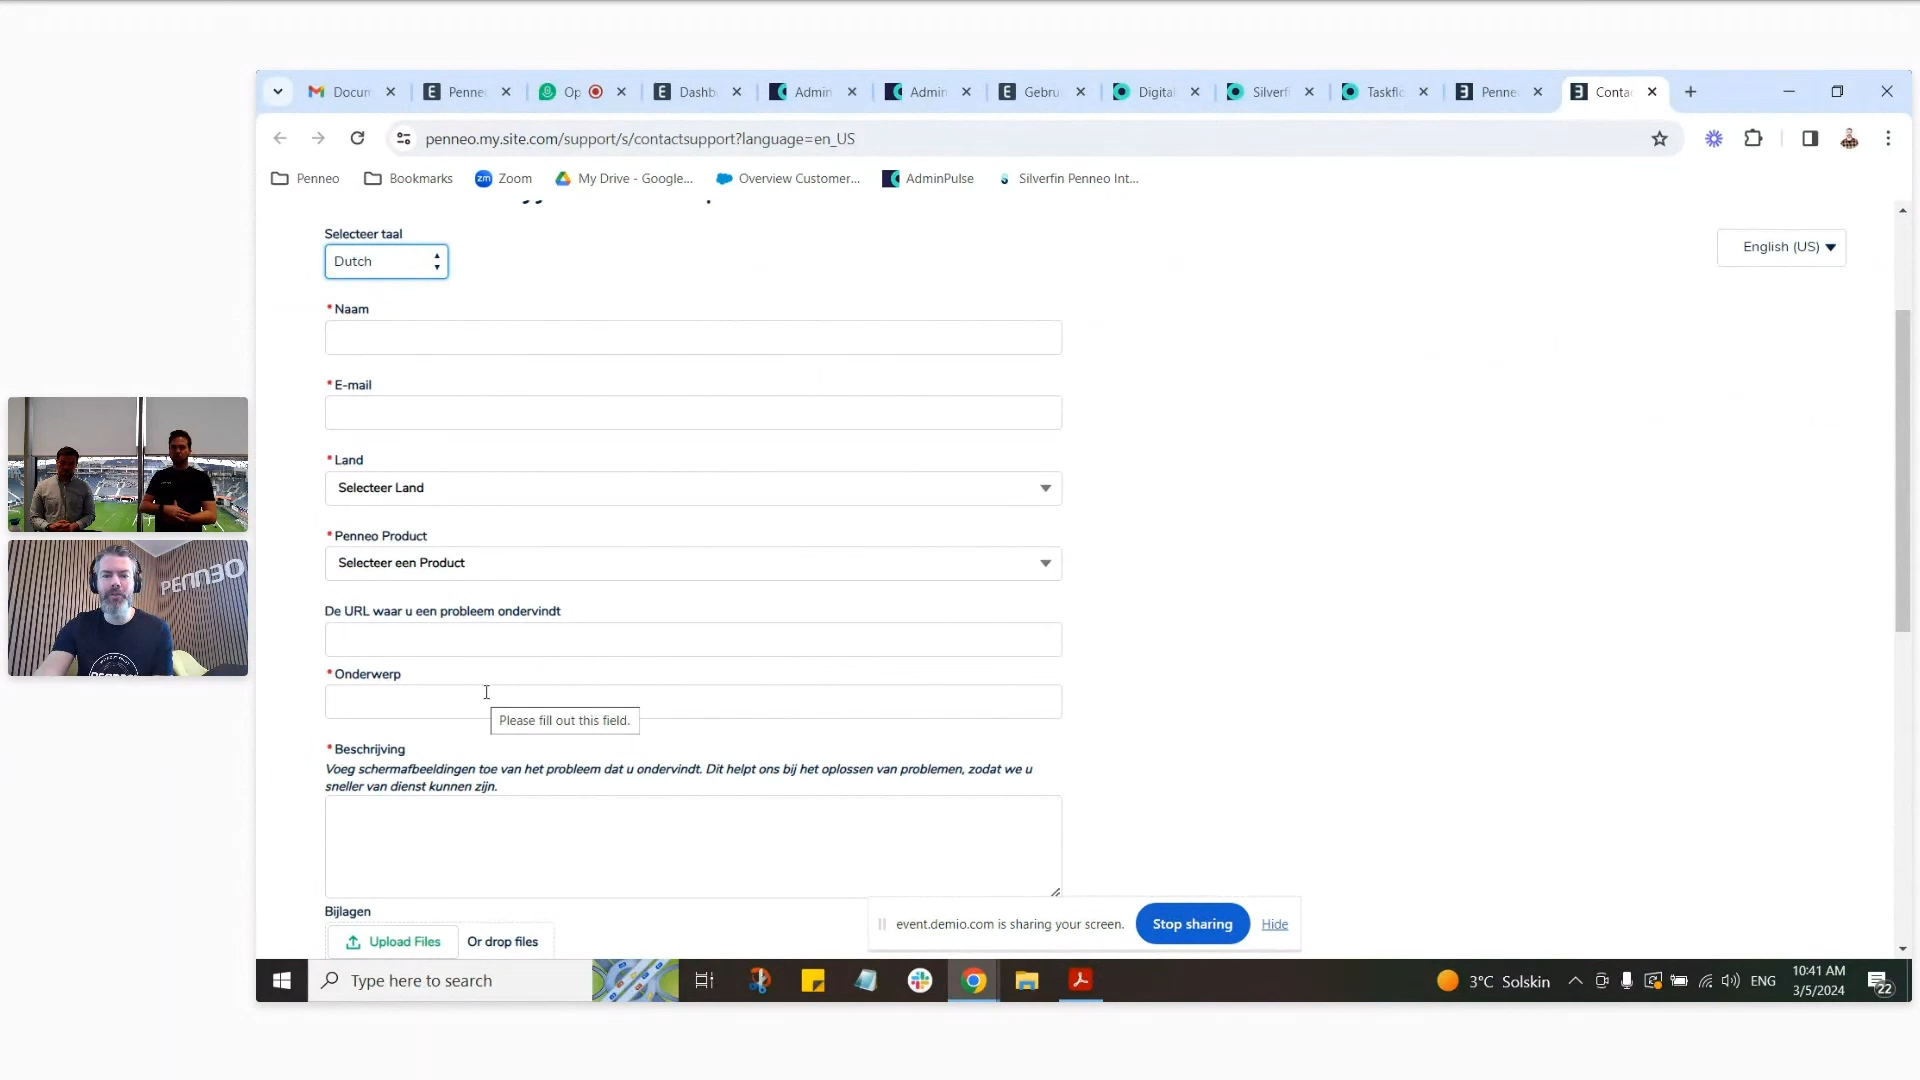 Docum
Penne
Op
Dashb
Admin
Admin
Gebru
Digita
Silverfi
Taskflo
Penne
Conta
penneo.my.site.com/support/s/contactsupport?language=en_US
Penneo
Bookmarks
zm Zoom
My Drive - Google...
Overview Customer...
AdminPulse
Silverfin Penneo Int...
Selecteer taal
Dutch
English (US)
* Naam
* E-mail
* Land
Selecteer Land
* Penneo Product
Selecteer een Product
De URL waar u een probleem ondervindt
* Onderwerp
Please fill out this field.
* Beschrijving
Voeg schermafbeeldingen toe van het probleem dat u ondervindt. Dit helpt ons bij het oplossen van problemen, zodat we u
sneller van dienst kunnen zijn.
Bijlagen
Upload Files
Or drop files
event.demio.com is sharing your screen.
Stop sharing
Hide
PENNEO
Type here to search
3°C Solskin
ENG
10:41 AM
3/5/2024
22